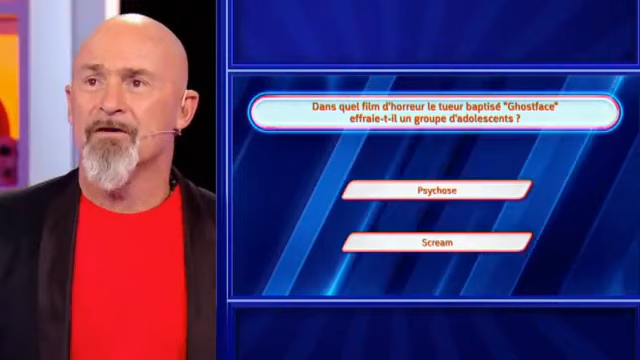 Dans quel film d'horreur le tueur baptisé "Ghostface"
effraie-t-il un groupe d'adolescents ?
Psychose
Scream